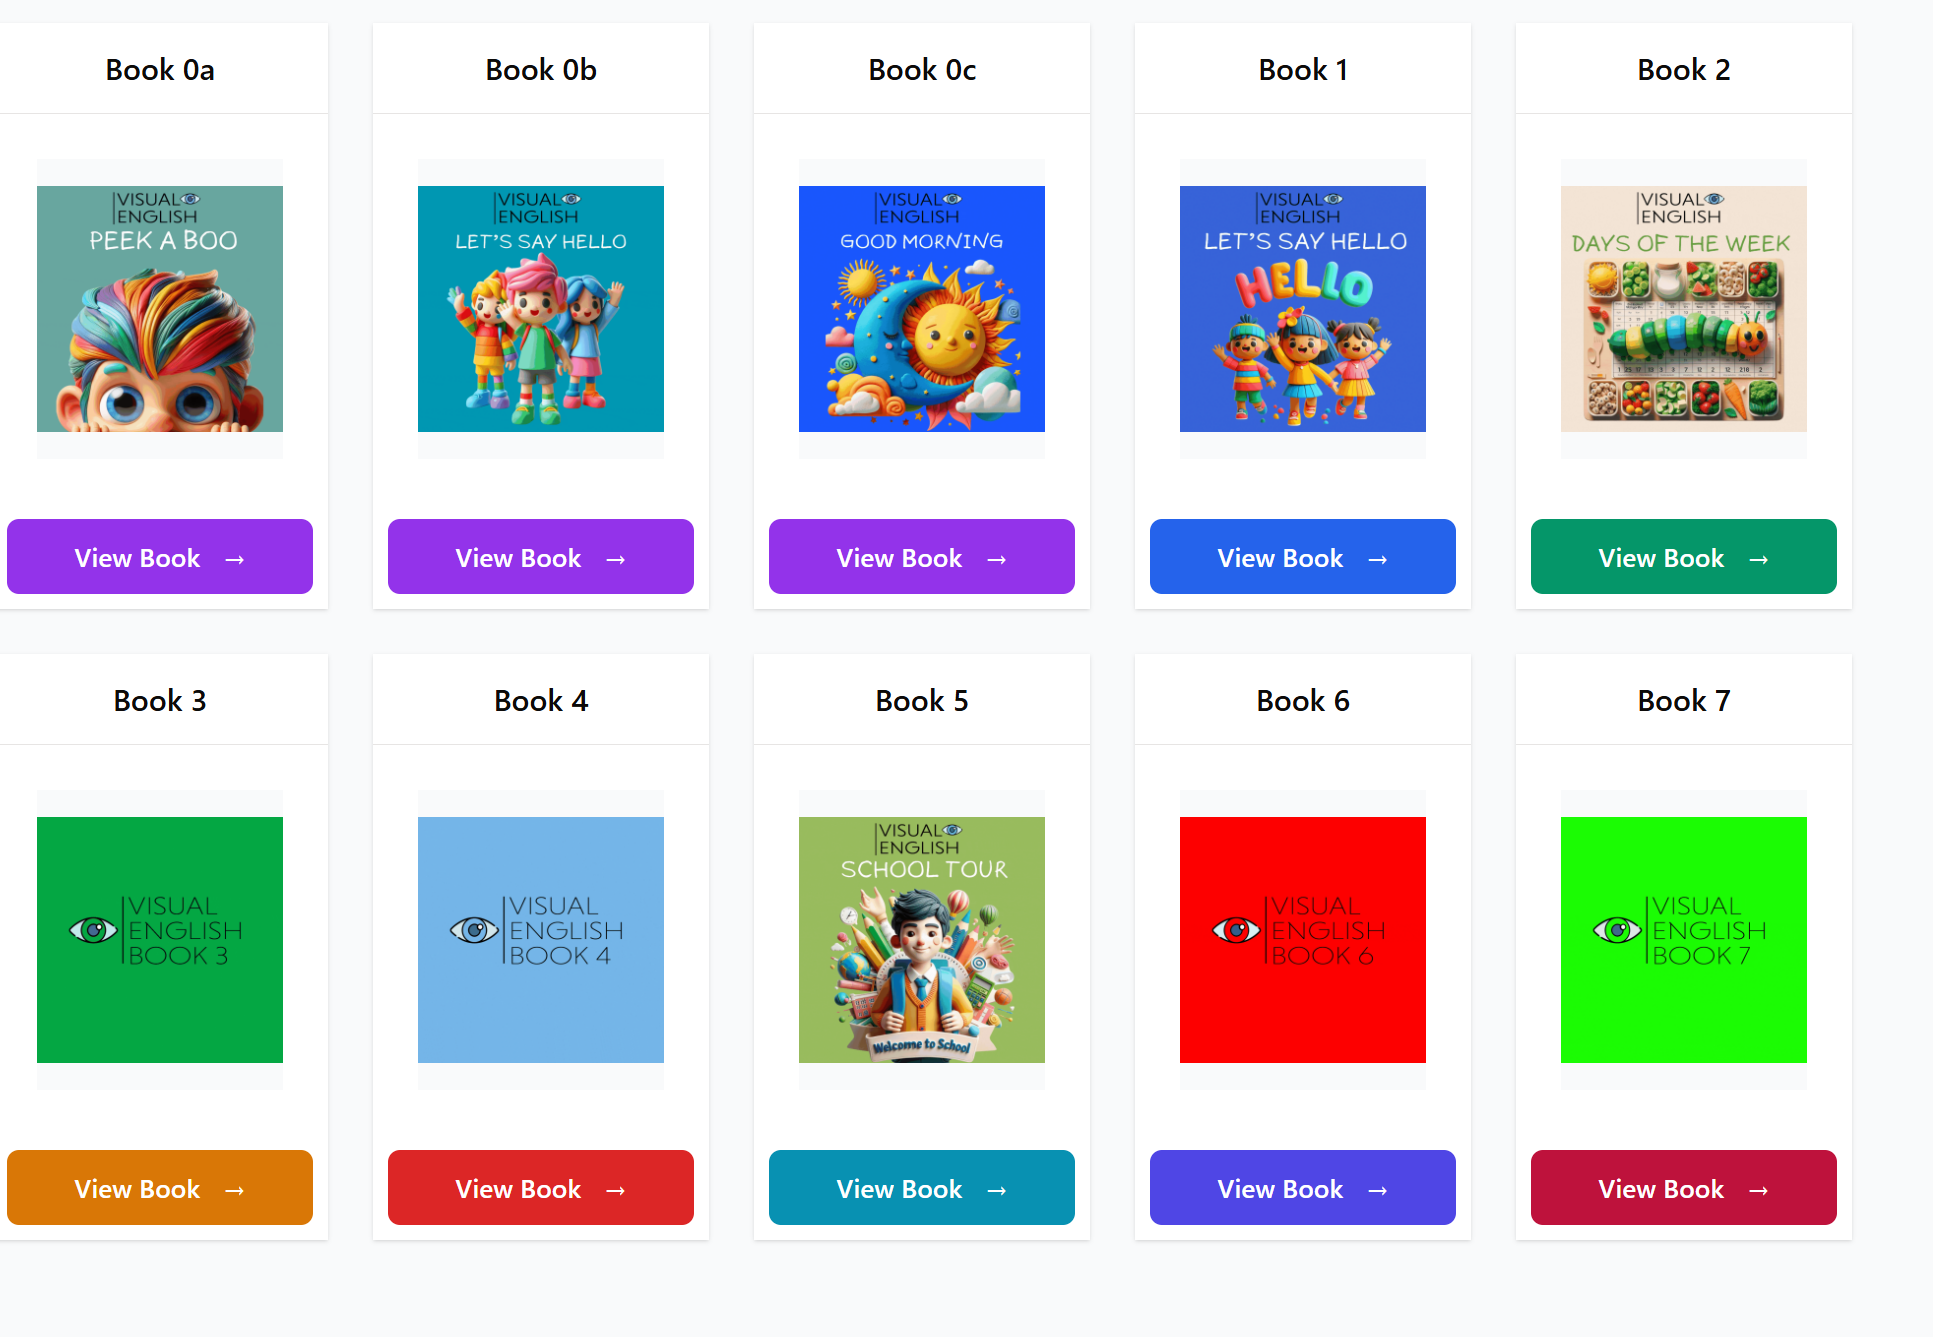 Book 0a
Book 0b
Book 0c
Book 1
Book 2
VISUAL
ENGLISH
PEEK A BOO
VISUAL
ENGLISH
LET'S SAY HELLO
VISUAL
ENGLISH
GOOD MORNING
VISUAL
ENGLISH
LET'S SAY HELLO
HELLO
VISUAL
ENGLISH
DAYS OF THE WEEK
View Book →
View Book →
View Book →
View Book →
View Book →
Book 3
Book 4
Book 5
Book 6
Book 7
VISUAL
ENGLISH
BOOK 3
VISUAL
ENGLISH
BOOK 4
VISUAL
ENGLISH
SCHOOL TOUR
Welcome to School
VISUAL
ENGLISH
BOOK 6
VISUAL
ENGLISH
BOOK 7
View Book →
View Book →
View Book →
View Book →
View Book →